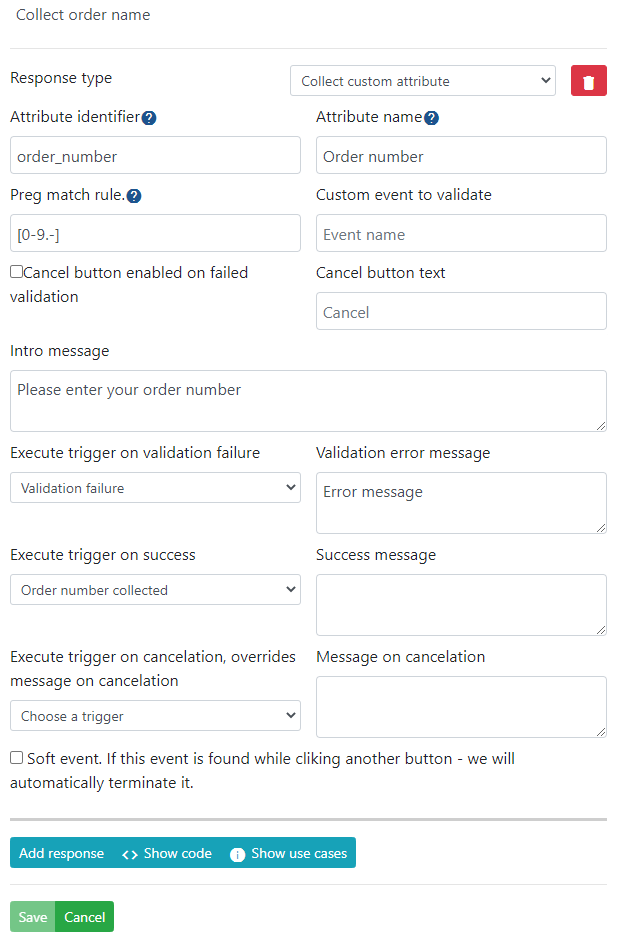 Collect order name
Response type
Collect custom attribute
Attribute identifier
Attribute name
order_number
Order number
Preg match rule.
Custom event to validate
[0-9.-]
Event name
Cancel button enabled on failed
validation
Cancel button text
Cancel
Intro message
Please enter your order number
Execute trigger on validation failure
Validation error message
Validation failure
Error message
Execute trigger on success
Success message
Order number collected
Execute trigger on cancelation, overrides
message on cancelation
Message on cancelation
Choose a trigger
Soft event. If this event is found while cliking another button - we will
automatically terminate it.
Add response <> Show code i Show use cases
Save Cancel